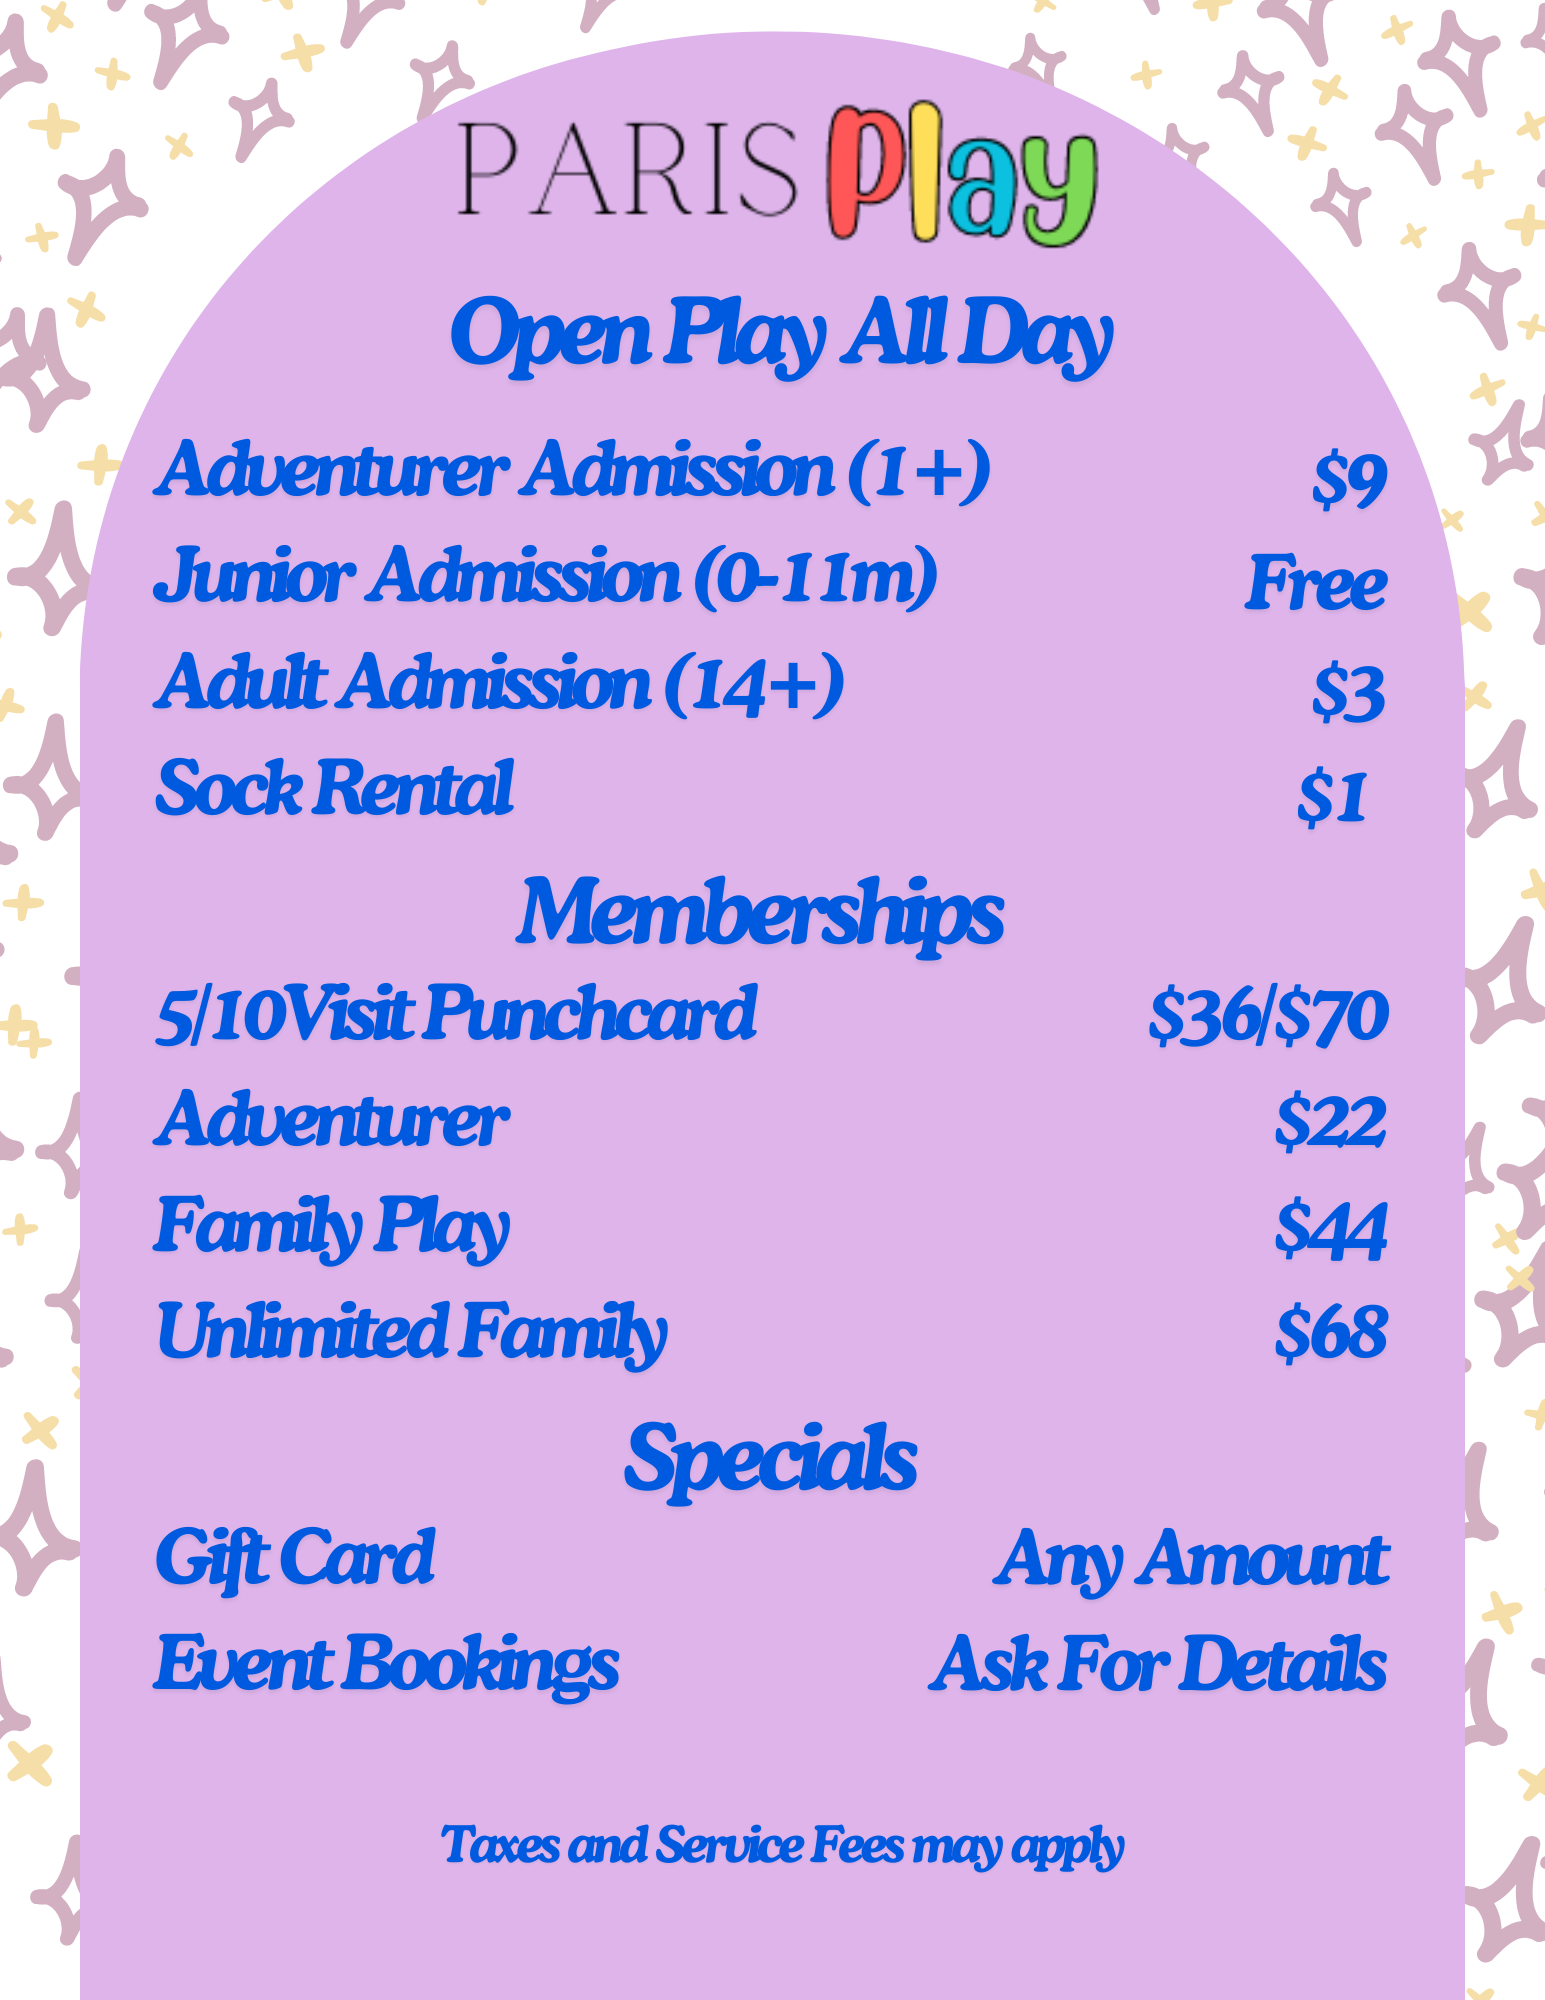 PARIS Play
Open Play All Day
Adventurer Admission (1+) $9
Junior Admission (0-11m) Free
Adult Admission (14+) $3
Sock Rental $1
Memberships
5/10Visit Punchcard $36/$70
Adventurer $22
Family Play $44
Unlimited Family $68
Specials
Gift Card Any Amount
Event Bookings Ask For Details
Taxes and Service Fees may apply